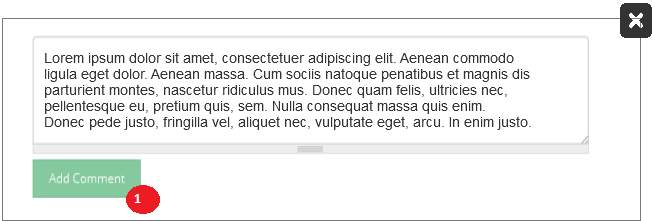 Lorem ipsum dolor sit amet, consectetuer adipiscing elit. Aenean commodo
ligula eget dolor. Aenean massa. Cum sociis natoque penatibus et magnis dis
parturient montes, nascetur ridiculus mus. Donec quam felis, ultricies nec,
pellentesque eu, pretium quis, sem. Nulla consequat massa quis enim.
Donec pede justo, fringilla vel, aliquet nec, vulputate eget, arcu. In enim justo.
Add Comment
1